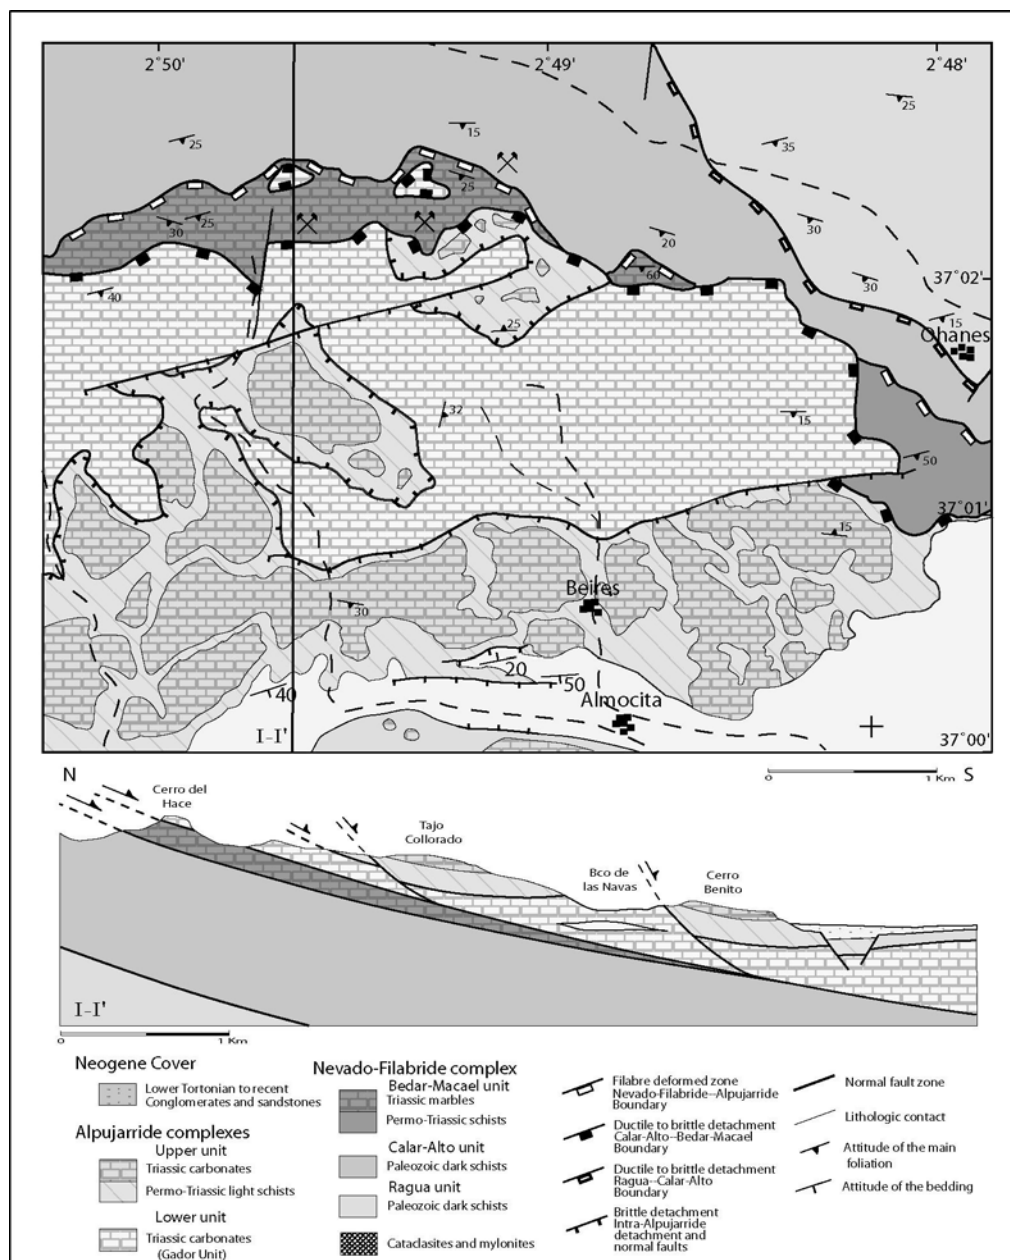 2°50' 2°49' 2°48'
25
15
25
35
25
25
30
20
30
60
37°02'
40
30
15
25
Ohanes
32
15
50
37°01'
15
Beires
30
20
40
50
Almocita
I-I'
37°00'
N
0 1 Km S
Cerro del
Hace
Tajo
Collorado
Bco de
las Navas
Cerro
Benito
I-I'
0 1 Km
Neogene Cover
Lower Tortonian to recent
Conglomerates and sandstones
Alpujarride complexes
Upper unit
Triassic carbonates
Permo-Triassic light schists
Lower unit
Triassic carbonates
(Gador Unit)
Nevado-Filabride complex
Bedar-Macael unit
Triassic marbles
Permo-Triassic schists
Calar-Alto unit
Paleozoic dark schists
Ragua unit
Paleozoic dark schists
Cataclasites and mylonites
Filabre deformed zone
Nevado-Filabride--Alpujarride
Boundary
Ductile to brittle detachment
Calar-Alto--Bedar-Macael
Boundary
Ductile to brittle detachment
Ragua--Calar-Alto
Boundary
Brittle detachment
Intra-Alpujarride
detachment and
normal faults
Normal fault zone
Lithologic contact
Attitude of the main
foliation
Attitude of the bedding